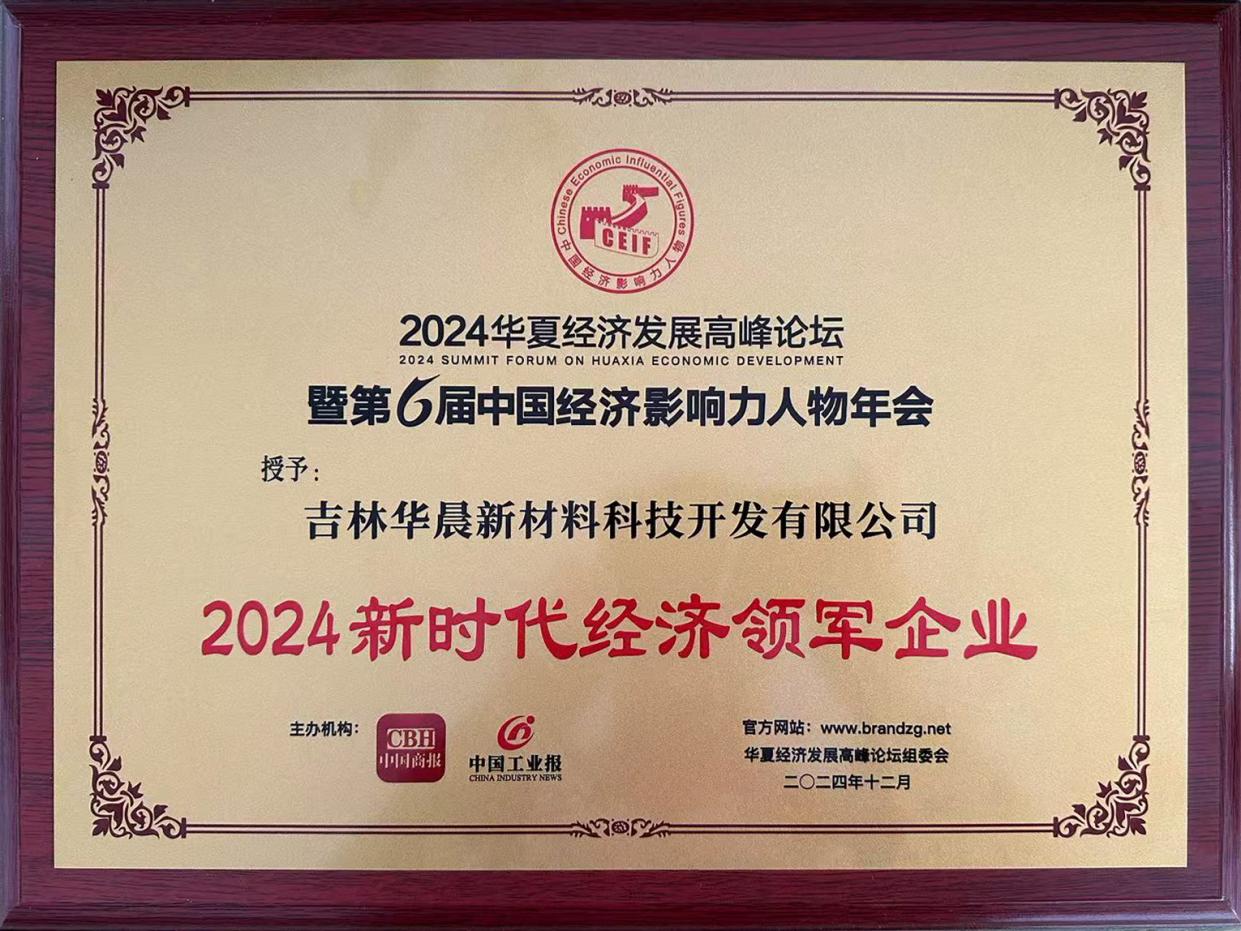 Chinese Economic Influential Figures
CEIF
中国经济影响力人物
2024华夏经济发展高峰论坛
2024 SUMMIT FORUM ON HUAXIA ECONOMIC DEVELOPMENT
暨第6届中国经济影响力人物年会
授予：
吉林华晨新材料科技开发有限公司
2024新时代经济领军企业
主办机构：
CBH
中国商报
中国工业报
CHINA INDUSTRY NEWS
官方网站：www.brandzg.net
华夏经济发展高峰论坛组委会
二〇二四年十二月